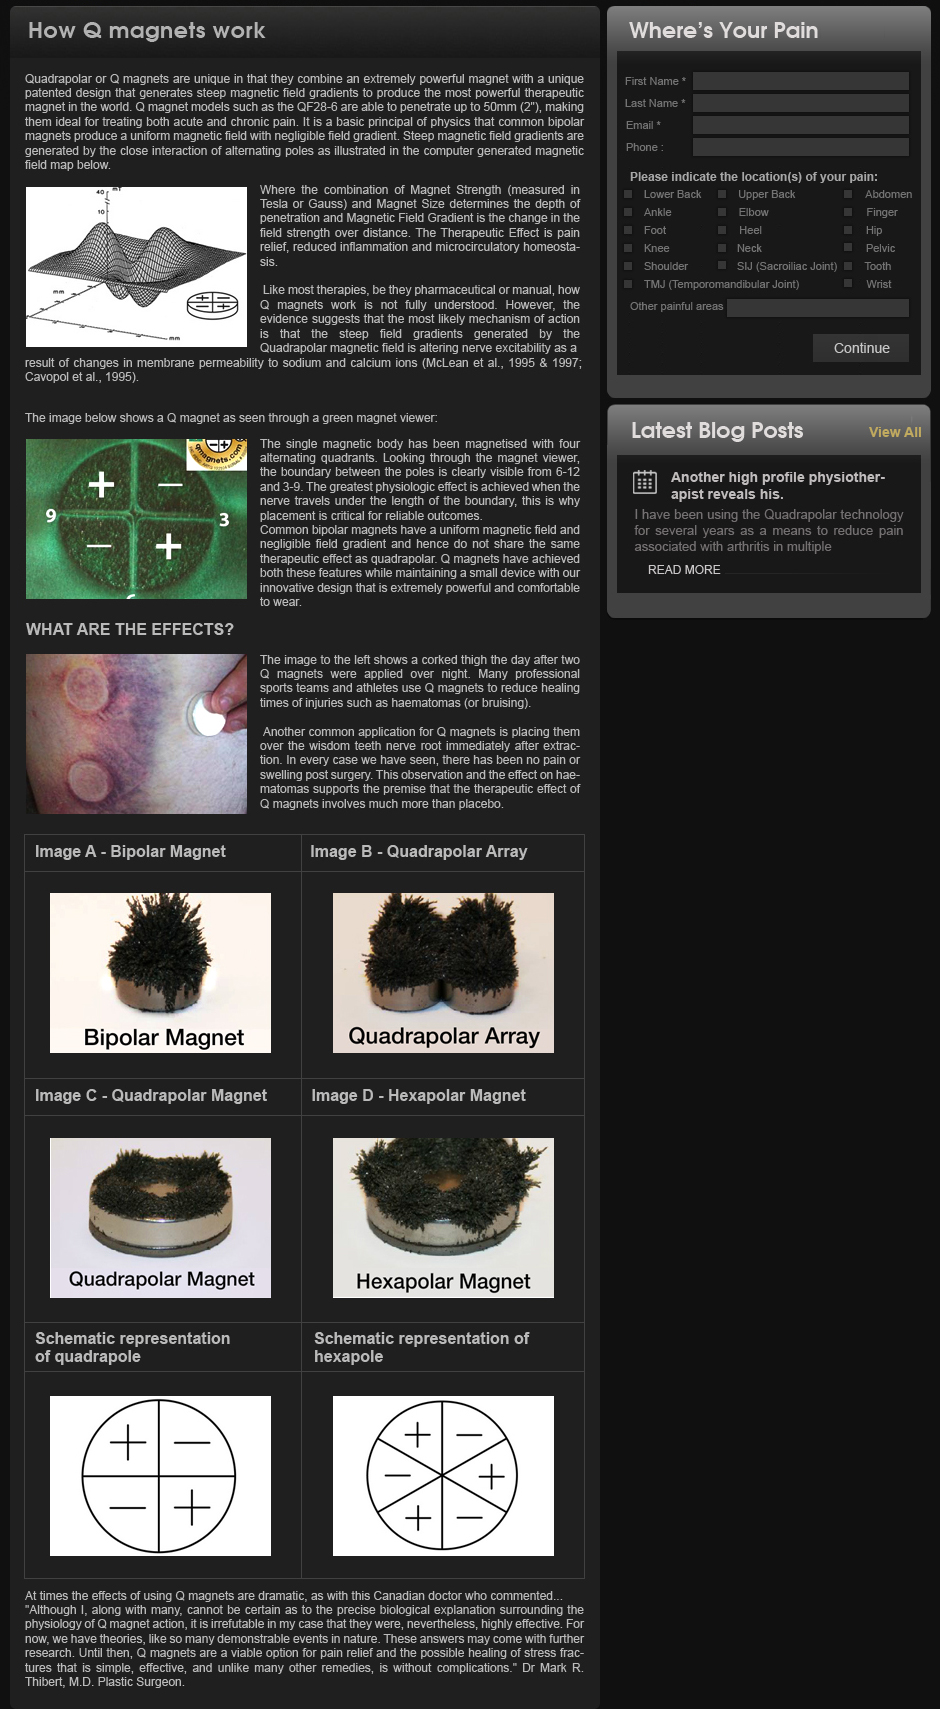 How Q magnets work
Quadrapolar or Q magnets are unique in that they combine an extremely powerful magnet with a unique
patented design that generates steep magnetic field gradients to produce the most powerful therapeutic
magnet in the world. Q magnet models such as the QF28-6 are able to penetrate up to 50mm (2"), making
them ideal for treating both acute and chronic pain. It is a basic principal of physics that common bipolar
magnets produce a uniform magnetic field with negligible field gradient. Steep magnetic field gradients are
generated by the close interaction of alternating poles as illustrated in the computer generated magnetic
field map below.
40
mT
10
mm
mm
Where the combination of Magnet Strength (measured in
Tesla or Gauss) and Magnet Size determines the depth of
penetration and Magnetic Field Gradient is the change in the
field strength over distance. The Therapeutic Effect is pain
relief, reduced inflammation and microcirculatory homeosta-
sis.
Like most therapies, be they pharmaceutical or manual, how
Q magnets work is not fully understood. However, the
evidence suggests that the most likely mechanism of action
is that the steep field gradients generated by the
Quadrapolar magnetic field is altering nerve excitability as a
result of changes in membrane permeability to sodium and calcium ions (McLean et al., 1995 & 1997;
Cavopol et al., 1995).
The image below shows a Q magnet as seen through a green magnet viewer:
qmagnets.com
+ —
9 3
— +
The single magnetic body has been magnetised with four
alternating quadrants. Looking through the magnet viewer,
the boundary between the poles is clearly visible from 6-12
and 3-9. The greatest physiologic effect is achieved when the
nerve travels under the length of the boundary, this is why
placement is critical for reliable outcomes.
Common bipolar magnets have a uniform magnetic field and
negligible field gradient and hence do not share the same
therapeutic effect as quadrapolar. Q magnets have achieved
both these features while maintaining a small device with our
innovative design that is extremely powerful and comfortable
to wear.
WHAT ARE THE EFFECTS?
The image to the left shows a corked thigh the day after two
Q magnets were applied over night. Many professional
sports teams and athletes use Q magnets to reduce healing
times of injuries such as haematomas (or bruising).
Another common application for Q magnets is placing them
over the wisdom teeth nerve root immediately after extrac-
tion. In every case we have seen, there has been no pain or
swelling post surgery. This observation and the effect on hae-
matomas supports the premise that the therapeutic effect of
Q magnets involves much more than placebo.
Image A - Bipolar Magnet
Image B - Quadrapolar Array
Bipolar Magnet
Quadrapolar Array
Image C - Quadrapolar Magnet
Image D - Hexapolar Magnet
Quadrapolar Magnet
Hexapolar Magnet
Schematic representation
of quadrapole
Schematic representation of
hexapole
+ —
— +
+ —
— +
+ —
At times the effects of using Q magnets are dramatic, as with this Canadian doctor who commented...
"Although I, along with many, cannot be certain as to the precise biological explanation surrounding the
physiology of Q magnet action, it is irrefutable in my case that they were, nevertheless, highly effective. For
now, we have theories, like so many demonstrable events in nature. These answers may come with further
research. Until then, Q magnets are a viable option for pain relief and the possible healing of stress frac-
tures that is simple, effective, and unlike many other remedies, is without complications." Dr Mark R.
Thibert, M.D. Plastic Surgeon.
Where's Your Pain
First Name *
Last Name *
Email *
Phone :
Please indicate the location(s) of your pain:
Lower Back Upper Back Abdomen
Ankle Elbow Finger
Foot Heel Hip
Knee Neck Pelvic
Shoulder SIJ (Sacroiliac Joint) Tooth
TMJ (Temporomandibular Joint) Wrist
Other painful areas
Continue
Latest Blog Posts View All
Another high profile physiother-
apist reveals his.
I have been using the Quadrapolar technology
for several years as a means to reduce pain
associated with arthritis in multiple
READ MORE